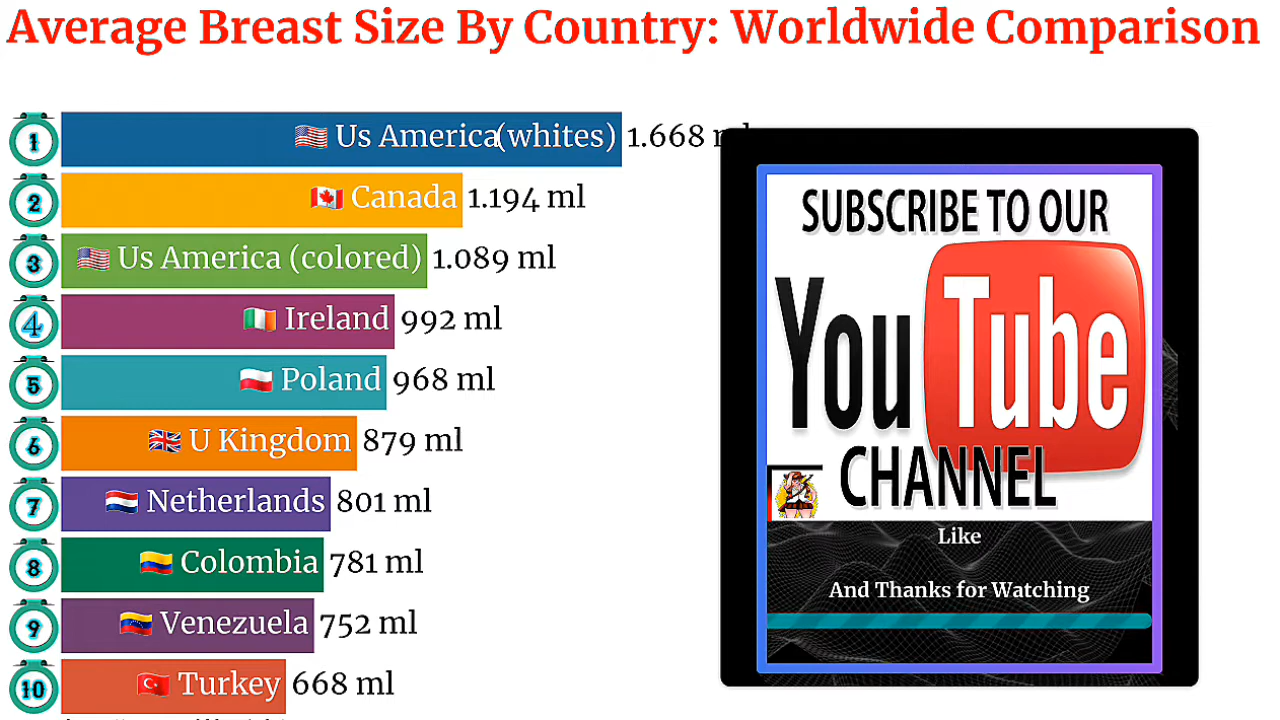 Average Breast Size By Country: Worldwide Comparison
1 Us America(whites) 1.668
2 Canada 1.194 ml
3 Us America (colored) 1.089 ml
4 Ireland 992 ml
5 Poland 968 ml
6 U Kingdom 879 ml
7 Netherlands 801 ml
8 Colombia 781 ml
9 Venezuela 752 ml
10 Turkey 668 ml
SUBSCRIBE TO OUR
YouTube
CHANNEL
Like
And Thanks for Watching